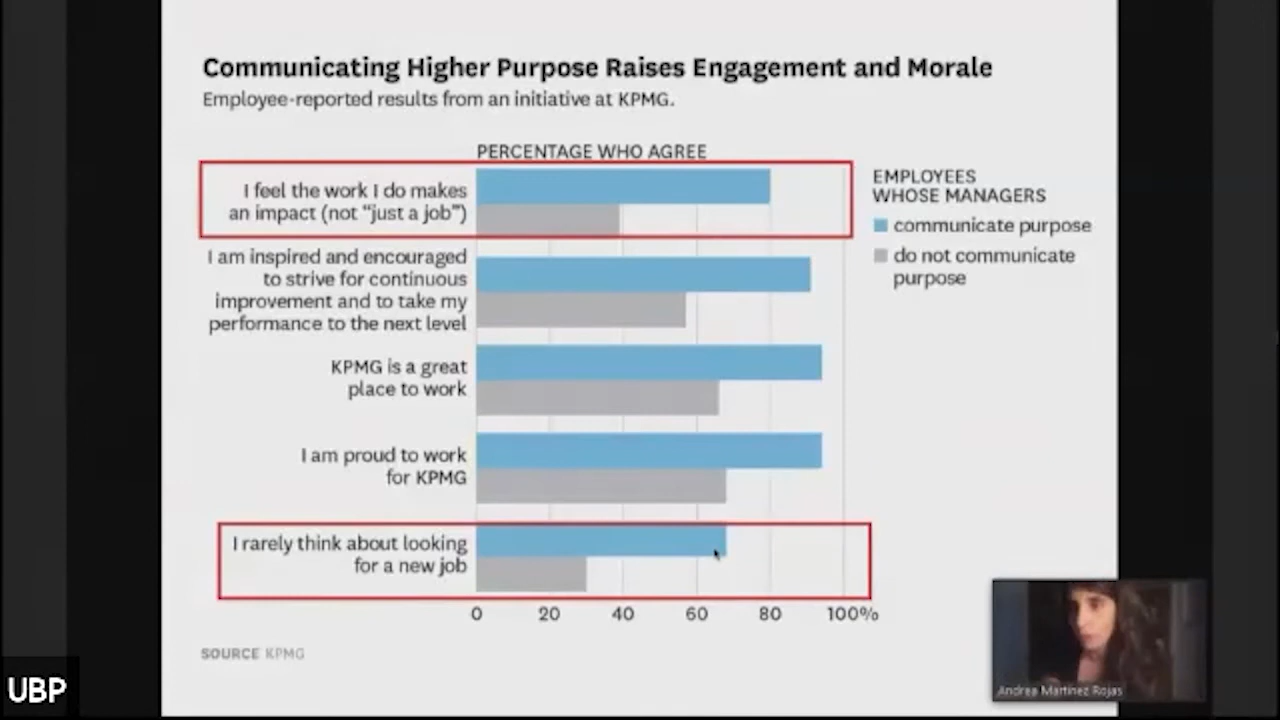 Communicating Higher Purpose Raises Engagement and Morale
Employee-reported results from an initiative at KPMG.
PERCENTAGE WHO AGREE
I feel the work I do makes
an impact (not “just a job”)
I am inspired and encouraged
to strive for continuous
improvement and to take my
performance to the next level
KPMG is a great
place to work
I am proud to work
for KPMG
I rarely think about looking
for a new job
0 20 40 60 80 100%
EMPLOYEES
WHOSE MANAGERS
communicate purpose
do not communicate
purpose
SOURCE KPMG
UBP
Andrea Martínez Rojas